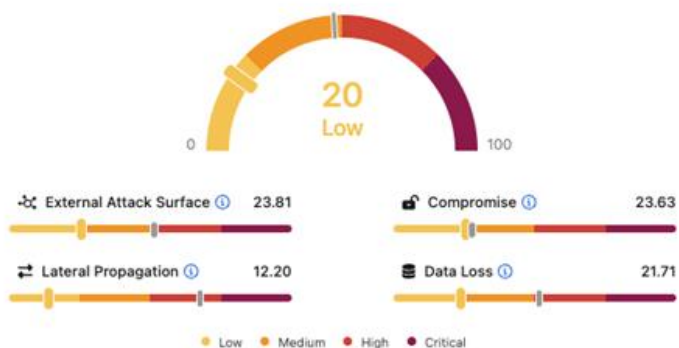 20
Low
0
100
External Attack Surface 23.81
Compromise 23.63
Lateral Propagation 12.20
Data Loss 21.71
Low Medium High Critical